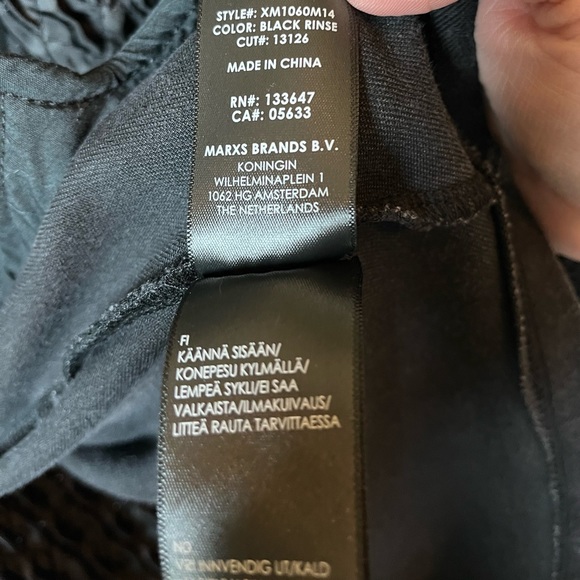 STYLE#: XM1060M14
COLOR: BLACK RINSE
CUT#: 13126
MADE IN CHINA
RN#: 133647
CA#: 05633
MARXS BRANDS B.V.
KONINGIN
WILHELMINAPLEIN 1
1062 HG AMSTERDAM
THE NETHERLANDS
FI
KÄÄNNÄ SISÄÄN/
KONEPESU KYLMÄLLÄ/
LEMPEÄ SYKLI/EI SAA
VALKAISTA/ILMAKUIVAUS/
LITTEÄ RAUTA TARVITTAESSA
NO
INNVENDIG UT/KALD